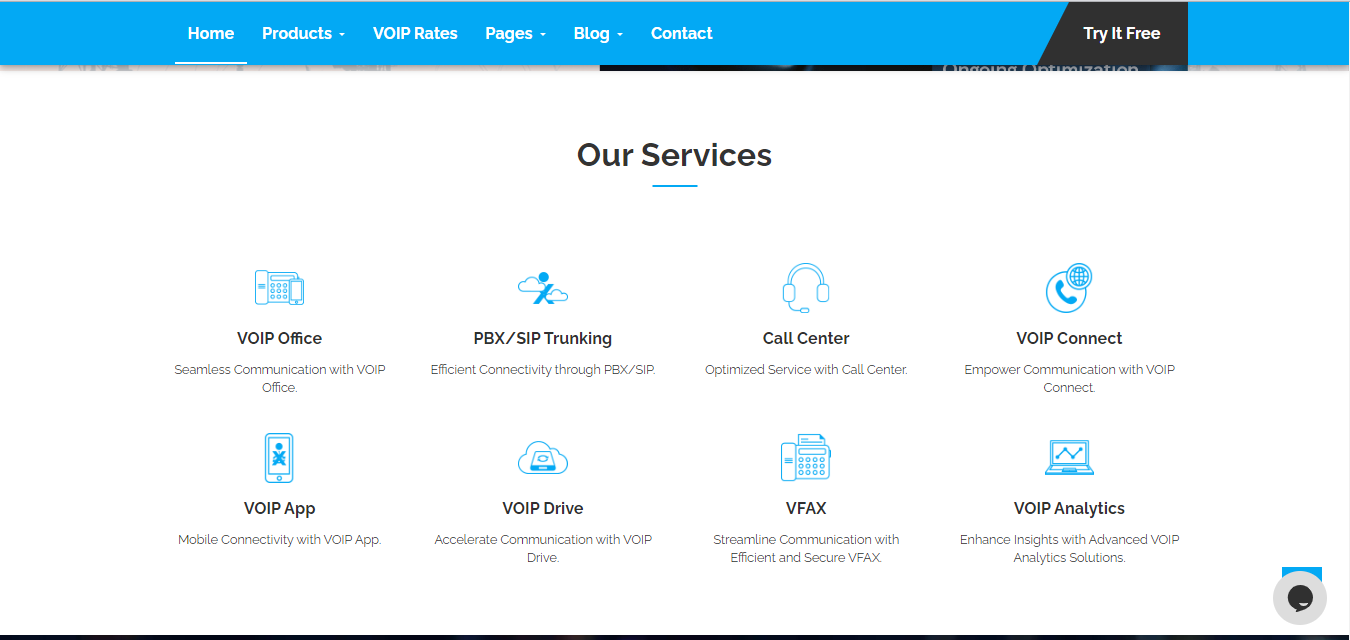 Home Products VOIP Rates Pages Blog Contact Try It Free
Ongoing Optimization
Our Services
VOIP Office
Seamless Communication with VOIP
Office.
PBX/SIP Trunking
Efficient Connectivity through PBX/SIP.
Call Center
Optimized Service with Call Center.
VOIP Connect
Empower Communication with VOIP
Connect.
VOIP App
Mobile Connectivity with VOIP App.
VOIP Drive
Accelerate Communication with VOIP
Drive.
VFAX
Streamline Communication with
Efficient and Secure VFAX.
VOIP Analytics
Enhance Insights with Advanced VOIP
Analytics Solutions.